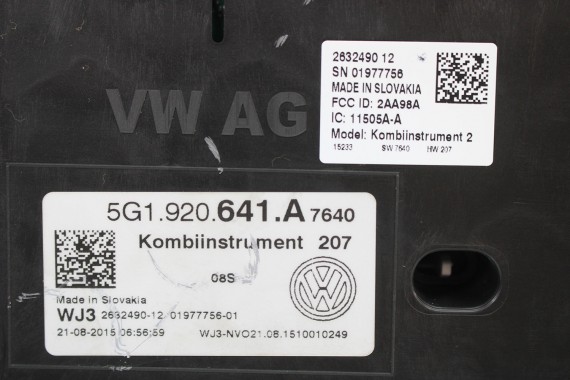 VW AG
2632490 12
SN 01977756
MADE IN SLOVAKIA
FCC ID: 2AA98A
IC: 11505A-A
Model: Kombiinstrument 2
15233 SW 7640 HW 207
5G1.920.641.A 7640
Kombiinstrument 207
08S
Made in Slovakia
WJ3 2632490-12 01977756-01
21-08-2015 06:56:59 WJ3-NVO21.08.1510010249